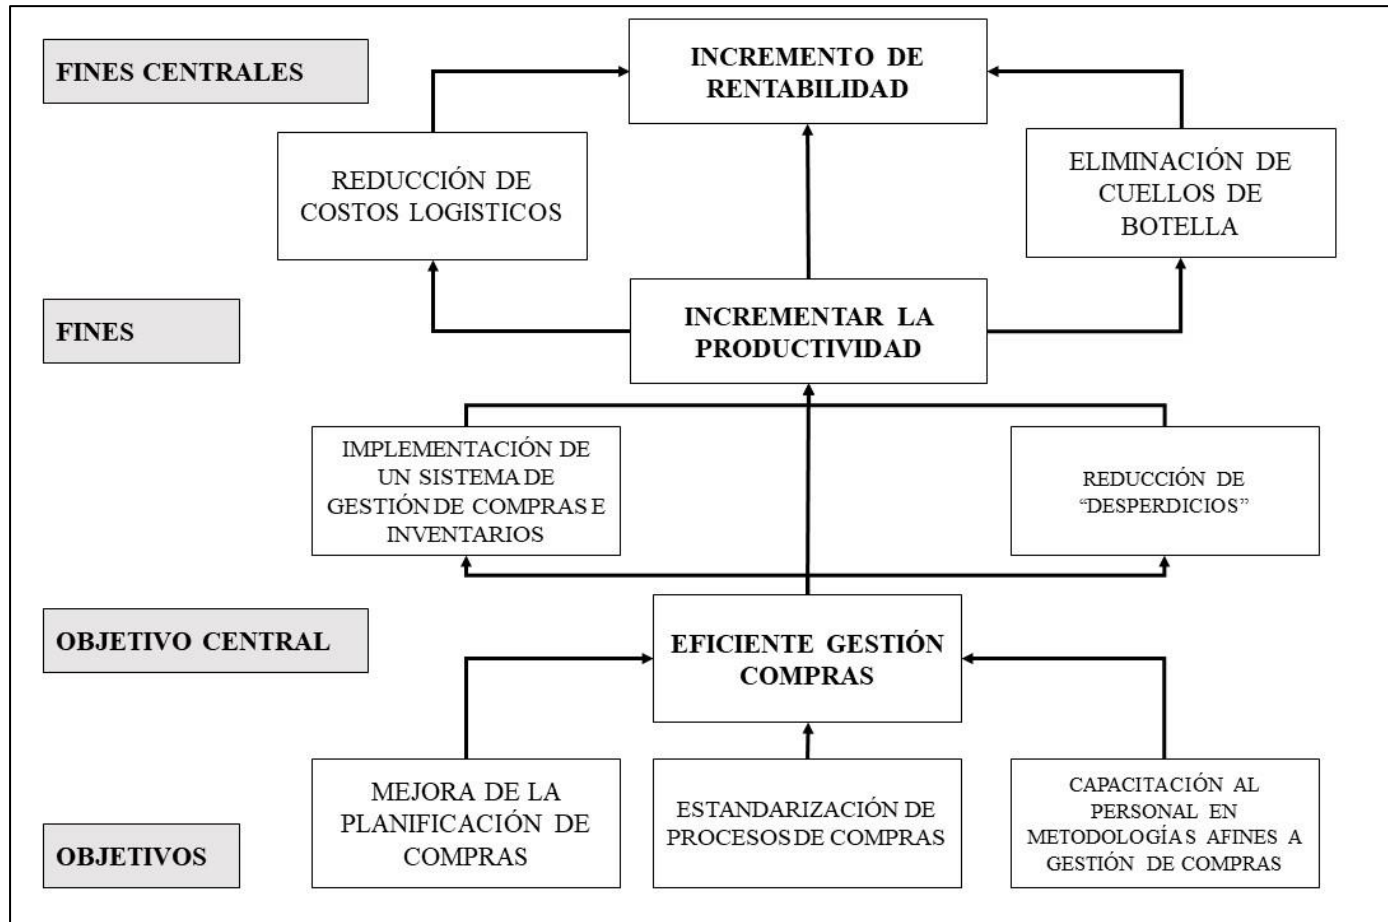 FINES CENTRALES
INCREMENTO DE
RENTABILIDAD
REDUCCIÓN DE
COSTOS LOGISTICOS
ELIMINACIÓN DE
CUELLOS DE
BOTELLA
FINES
INCREMENTAR LA
PRODUCTIVIDAD
IMPLEMENTACIÓN DE
UN SISTEMA DE
GESTIÓN DE COMPRAS E
INVENTARIOS
REDUCCIÓN DE
“DESPERDICIOS”
OBJETIVO CENTRAL
EFICIENTE GESTIÓN
COMPRAS
MEJORA DE LA
PLANIFICACIÓN DE
COMPRAS
ESTANDARIZACIÓN DE
PROCESOS DE COMPRAS
CAPACITACIÓN AL
PERSONAL EN
METODOLOGÍAS AFINES A
GESTIÓN DE COMPRAS
OBJETIVOS